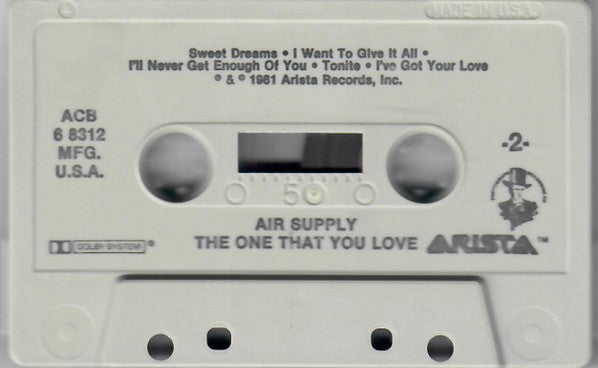 MADE IN U.S.A.
Sweet Dreams • I Want To Give It All •
I'll Never Get Enough Of You • Tonite • I've Got Your Love
℗ & © 1981 Arista Records, Inc.
ACB
6 8312
MFG.
U.S.A.
-2-
50
AIR SUPPLY
THE ONE THAT YOU LOVE
ARISTA™
DOLBY SYSTEM®